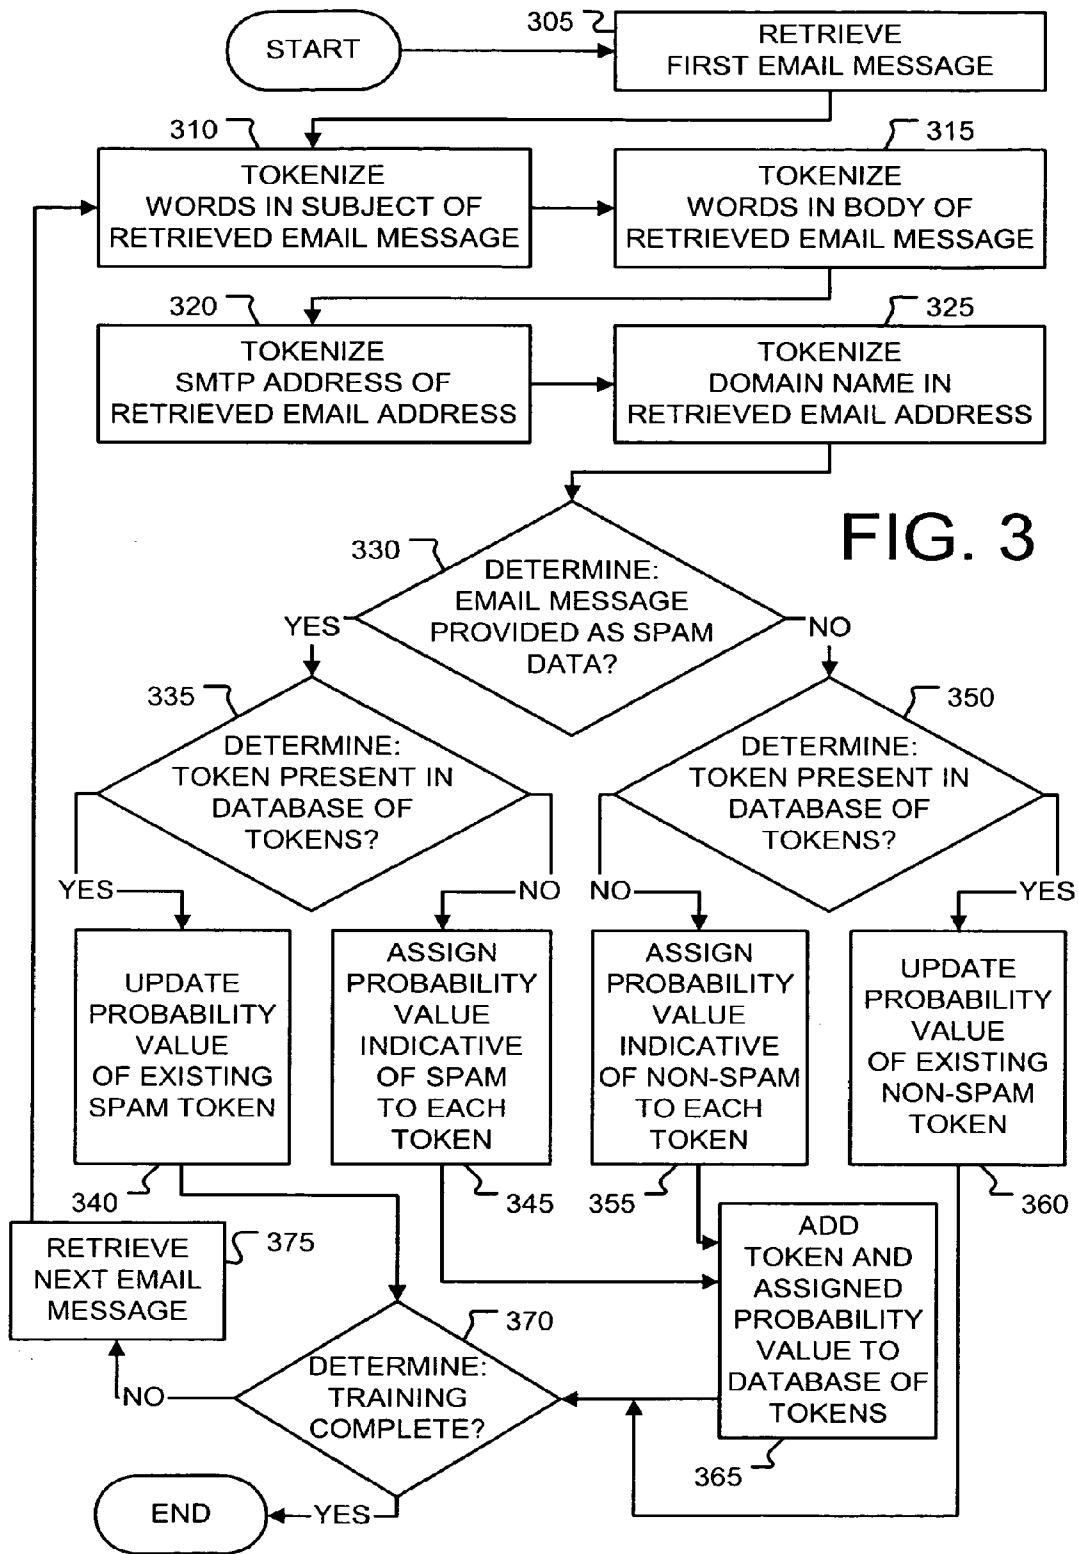 START
305
RETRIEVE
FIRST EMAIL MESSAGE
310
TOKENIZE
WORDS IN SUBJECT OF
RETRIEVED EMAIL MESSAGE
315
TOKENIZE
WORDS IN BODY OF
RETRIEVED EMAIL MESSAGE
320
TOKENIZE
SMTP ADDRESS OF
RETRIEVED EMAIL ADDRESS
325
TOKENIZE
DOMAIN NAME IN
RETRIEVED EMAIL ADDRESS
FIG. 3
330
DETERMINE:
EMAIL MESSAGE
PROVIDED AS SPAM
DATA?
YES
NO
335
DETERMINE:
TOKEN PRESENT IN
DATABASE OF
TOKENS?
350
DETERMINE:
TOKEN PRESENT IN
DATABASE OF
TOKENS?
YES
NO
NO
YES
UPDATE
PROBABILITY
VALUE
OF EXISTING
SPAM TOKEN
340
ASSIGN
PROBABILITY
VALUE
INDICATIVE
OF SPAM
TO EACH
TOKEN
345
ASSIGN
PROBABILITY
VALUE
INDICATIVE
OF NON-SPAM
TO EACH
TOKEN
355
UPDATE
PROBABILITY
VALUE
OF EXISTING
NON-SPAM
TOKEN
360
RETRIEVE
NEXT EMAIL
MESSAGE
375
ADD
TOKEN AND
ASSIGNED
PROBABILITY
VALUE TO
DATABASE OF
TOKENS
365
370
DETERMINE:
TRAINING
COMPLETE?
NO
YES
END